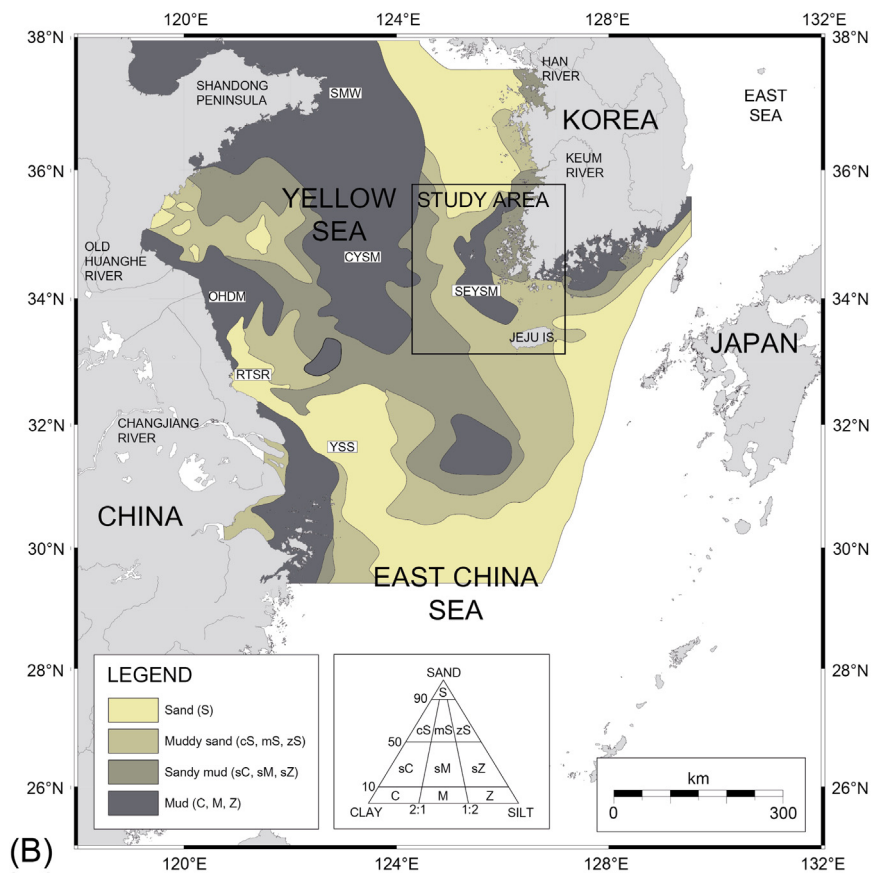 120°E 124°E 128°E 132°E
38°N 38°N
SHANDONG
PENINSULA
SMW
HAN
RIVER
EAST
SEA
KOREA
KEUM
RIVER
36°N 36°N
YELLOW
SEA
STUDY AREA
OLD
HUANGHE
RIVER
CYSM
OHDM
SEYSM
34°N 34°N
JEJU IS.
JAPAN
RTSR
CHANGJIANG
RIVER
32°N 32°N
YSS
CHINA
30°N 30°N
EAST CHINA
SEA
28°N 28°N
LEGEND
Sand (S)
Muddy sand (cS, mS, zS)
Sandy mud (sC, sM, sZ)
Mud (C, M, Z)
SAND
90 S
cS mS zS
50
sC sM sZ
10
C M Z
CLAY 2:1 1:2 SILT
km
0 300
26°N 26°N
(B)
120°E 124°E 128°E 132°E